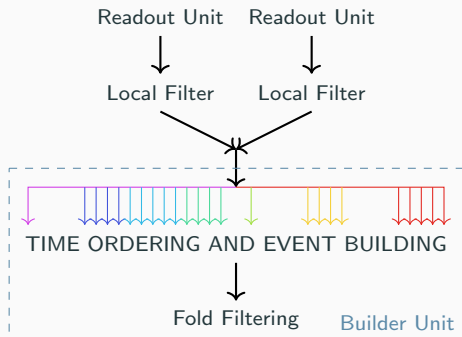 Readout Unit Readout Unit
Local Filter Local Filter
TIME ORDERING AND EVENT BUILDING
Fold Filtering
Builder Unit